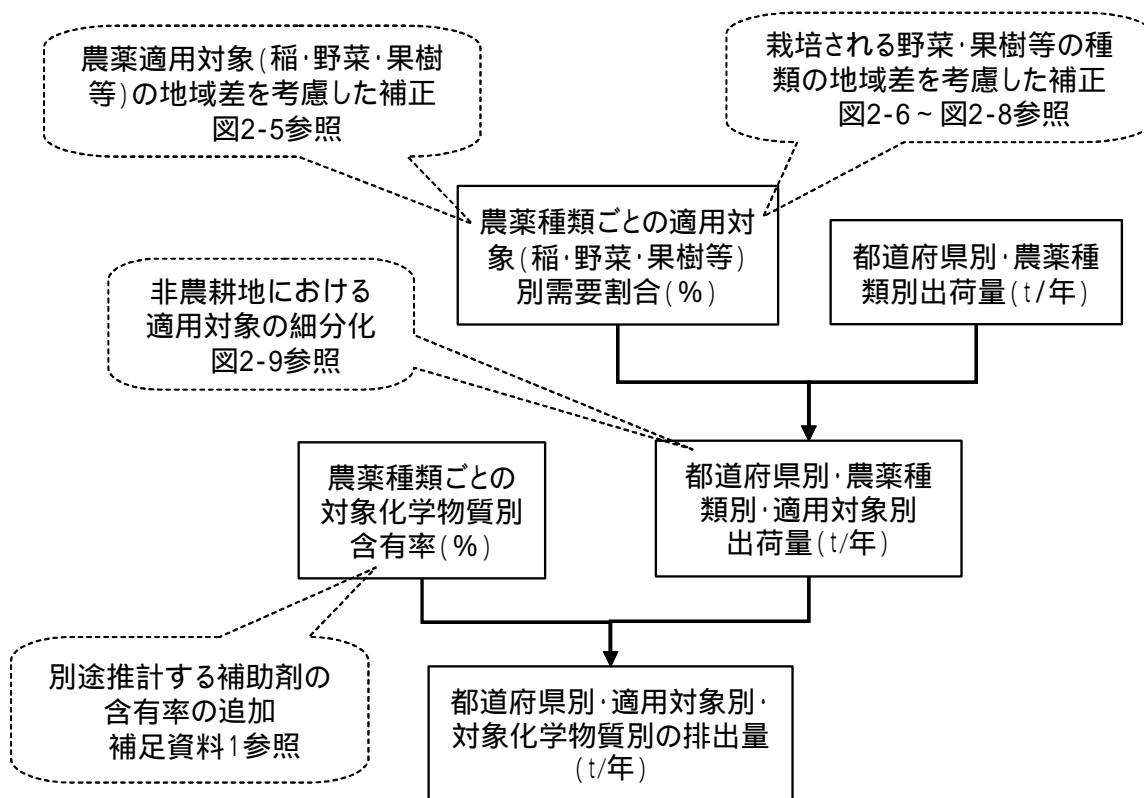 農薬適用対象(稲･野菜･果樹
等)の地域差を考慮した補正
図2-5参照
栽培される野菜･果樹等の種
類の地域差を考慮した補正
図2-6～図2-8参照
農薬種類ごとの適用対
象(稲･野菜･果樹等)
別需要割合(%)
都道府県別･農薬種
類別出荷量(t/年)
非農耕地における
適用対象の細分化
図2-9参照
農薬種類ごとの
対象化学物質別
含有率(%)
都道府県別･農薬種
類別･適用対象別
出荷量(t/年)
別途推計する補助剤の
含有率の追加
補足資料1参照
都道府県別･適用対象別･
対象化学物質別の排出量
(t/年)